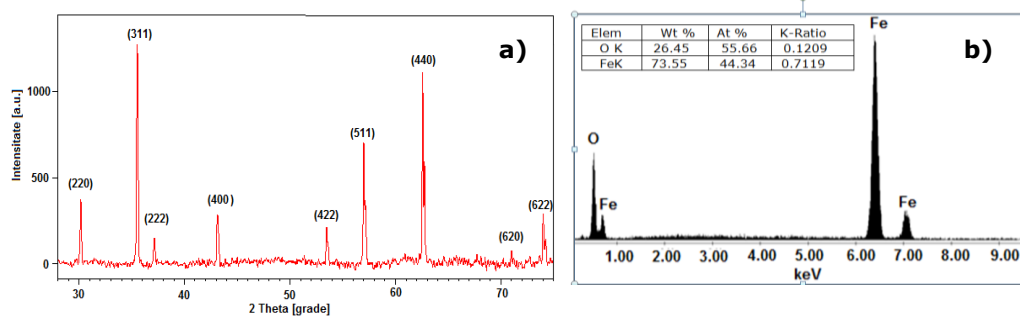 a)
Intensitate [a.u.]
1000
500
0
(220)
(311)
(222)
(400)
(422)
(511)
(440)
(620)
(622)
30 40 50 60 70
2 Theta [grade]
b)
Elem Wt % At % K-Ratio
O K 26.45 55.66 0.1209
FeK 73.55 44.34 0.7119
O
Fe
Fe
Fe
1.00 2.00 3.00 4.00 5.00 6.00 7.00 8.00 9.00
keV